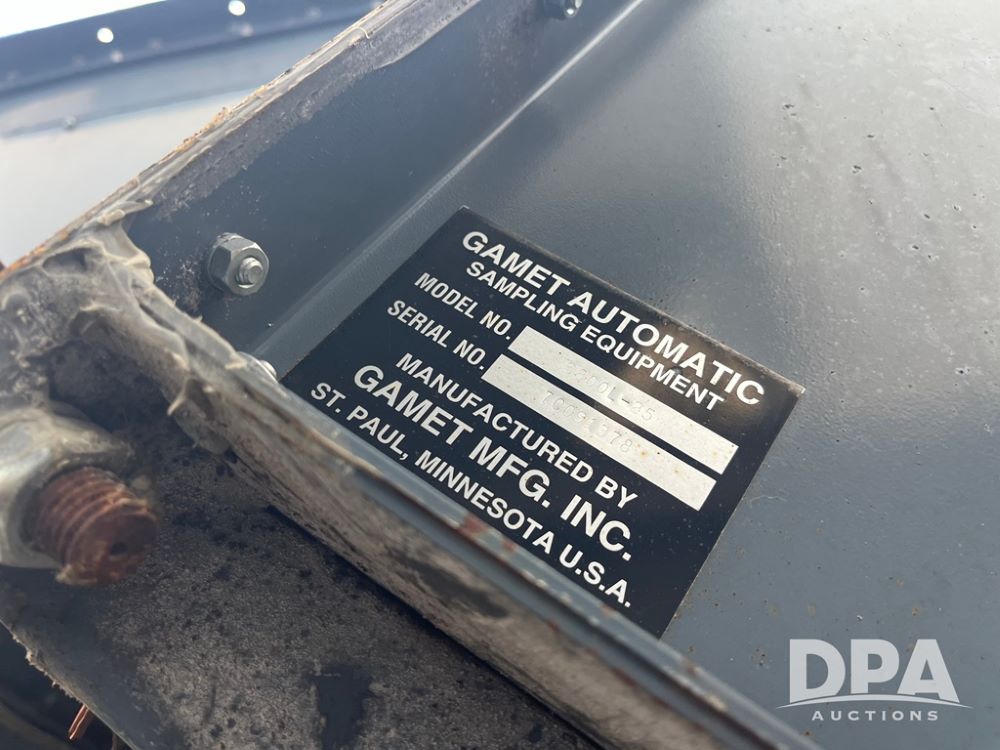 GAMET AUTOMATIC
SAMPLING EQUIPMENT
MODEL NO.
SERIAL NO.
MANUFACTURED BY
GAMET MFG. INC.
ST. PAUL, MINNESOTA U.S.A.
DPA
AUCTIONS